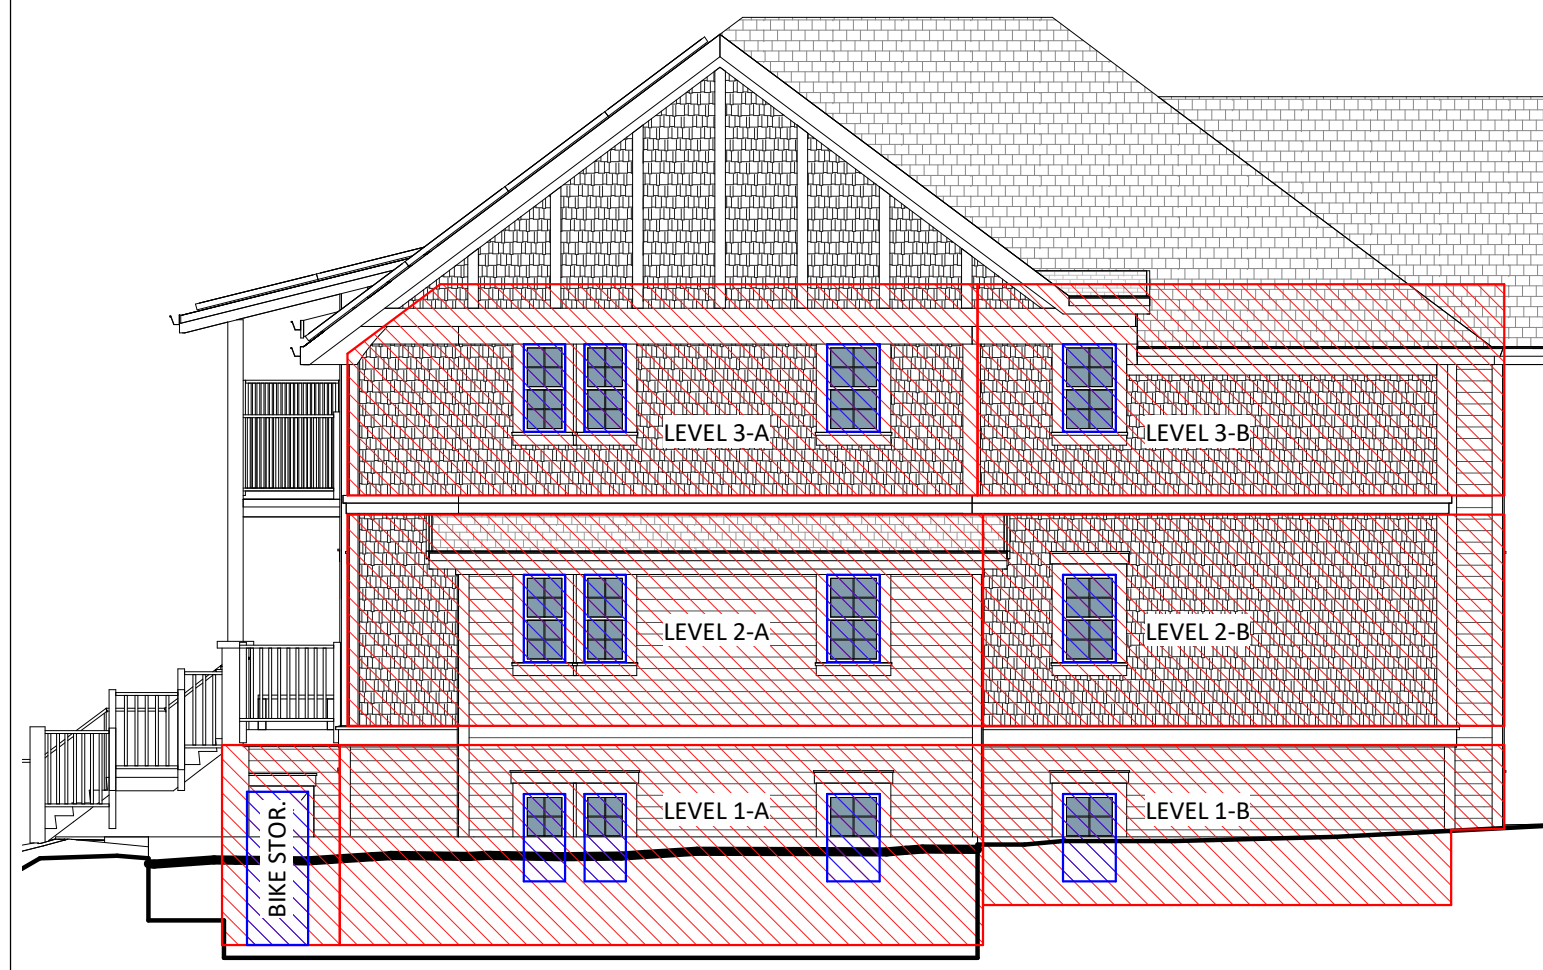 LEVEL 3-A
LEVEL 3-B
LEVEL 2-A
LEVEL 2-B
LEVEL 1-A
LEVEL 1-B
BIKE STOR.